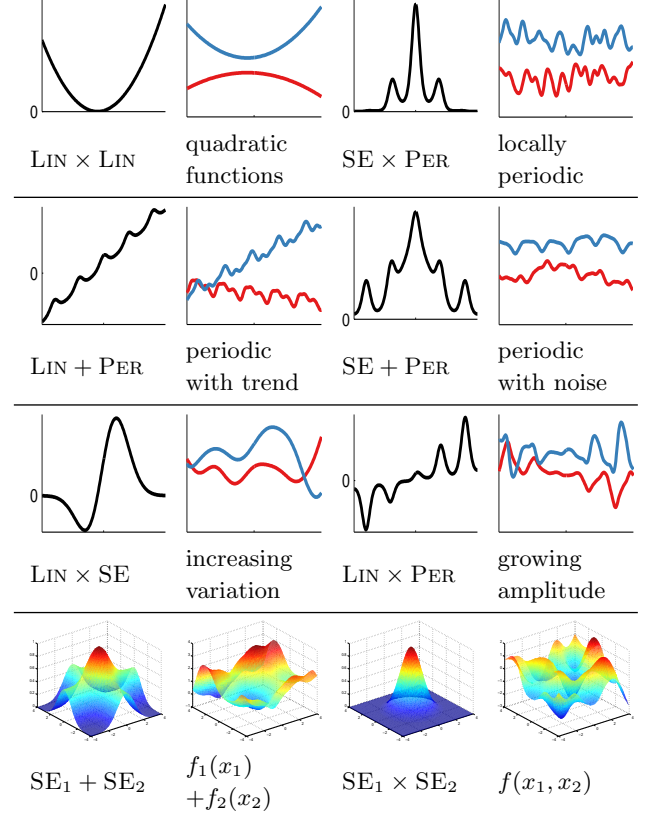 0
LIN × LIN
quadratic
functions
SE × PER
locally
periodic
0
LIN + PER
periodic
with trend
0
SE + PER
periodic
with noise
0
LIN × SE
increasing
variation
0
LIN × PER
growing
amplitude
SE₁ + SE₂
f₁(x₁)
+f₂(x₂)
SE₁ × SE₂
f(x₁, x₂)